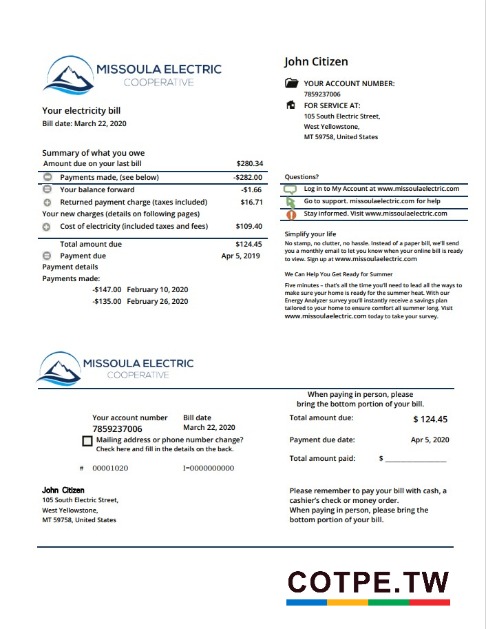 MISSOULA ELECTRIC
COOPERATIVE
John Citizen
YOUR ACCOUNT NUMBER:
7859237006
FOR SERVICE AT:
105 South Electric Street,
West Yellowstone,
MT 59758, United States
Your electricity bill
Bill date: March 22, 2020
Summary of what you owe
Amount due on your last bill $280.34
Payments made, (see below) -$282.00
Your balance forward -$1.66
Returned payment charge (taxes included) $16.71
Your new charges (details on following pages)
Cost of electricity (included taxes and fees) $109.40
Total amount due $124.45
Payment due Apr 5, 2019
Payment details
Payments made:
-$147.00 February 10, 2020
-$135.00 February 26, 2020
Questions?
Log in to My Account at www.missoulaelectric.com
Go to support. missoulaelectric.com for help
Stay informed. Visit www.missoulaelectric.com
Simplify your life
No stamp, no clutter, no hassle. Instead of a paper bill, we'll send
you a monthly email to let you know when your online bill is ready
to view. Sign up at www.missoulaelectric.com
We Can Help You Get Ready for Summer
Five minutes – that's all the time you'll need to lead all the ways to
make sure your home is ready for the summer heat. With our
Energy Analyzer survey you'll instantly receive a savings plan
tailored to your home to ensure comfort all summer long. Visit
www.missoulaelectric.com today to take your survey.
MISSOULA ELECTRIC
COOPERATIVE
Your account number Bill date
7859237006 March 22, 2020
Mailing address or phone number change?
Check here and fill in the details on the back.
# 00001020 1=0000000000
John Citizen
105 South Electric Street,
West Yellowstone,
MT 59758, United States
When paying in person, please
bring the bottom portion of your bill.
Total amount due: $ 124.45
Payment due date: Apr 5, 2020
Total amount paid: $
Please remember to pay your bill with cash, a
cashier's check or money order.
When paying in person, please bring the
bottom portion of your bill.
COTPE.TW